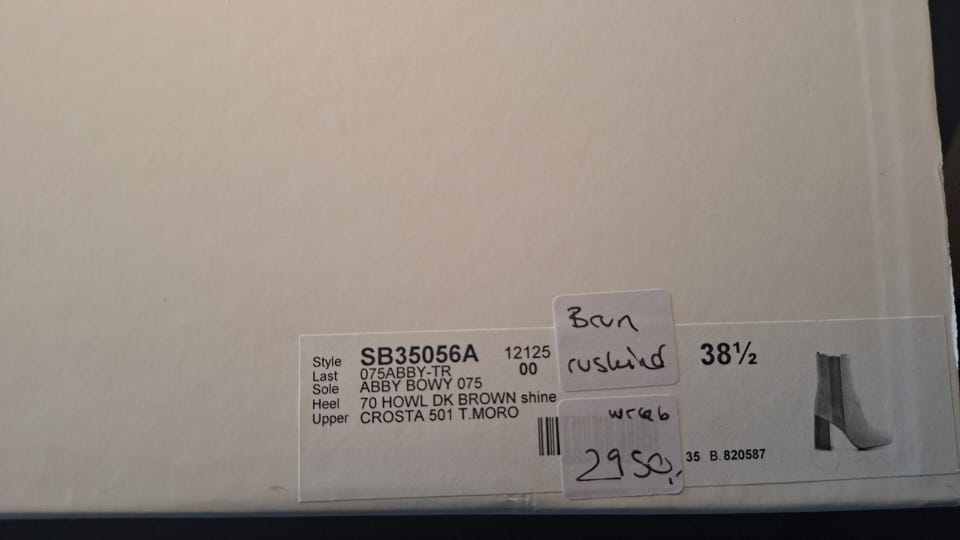 Style SB35056A 12125
Last 075ABBY-TR 00
Sole ABBY BOWY 075
Heel 70 HOWL DK BROWN shine
Upper CROSTA 501 T.MORO
Brun
ruskind
38½
2950,-
35 B. 820587